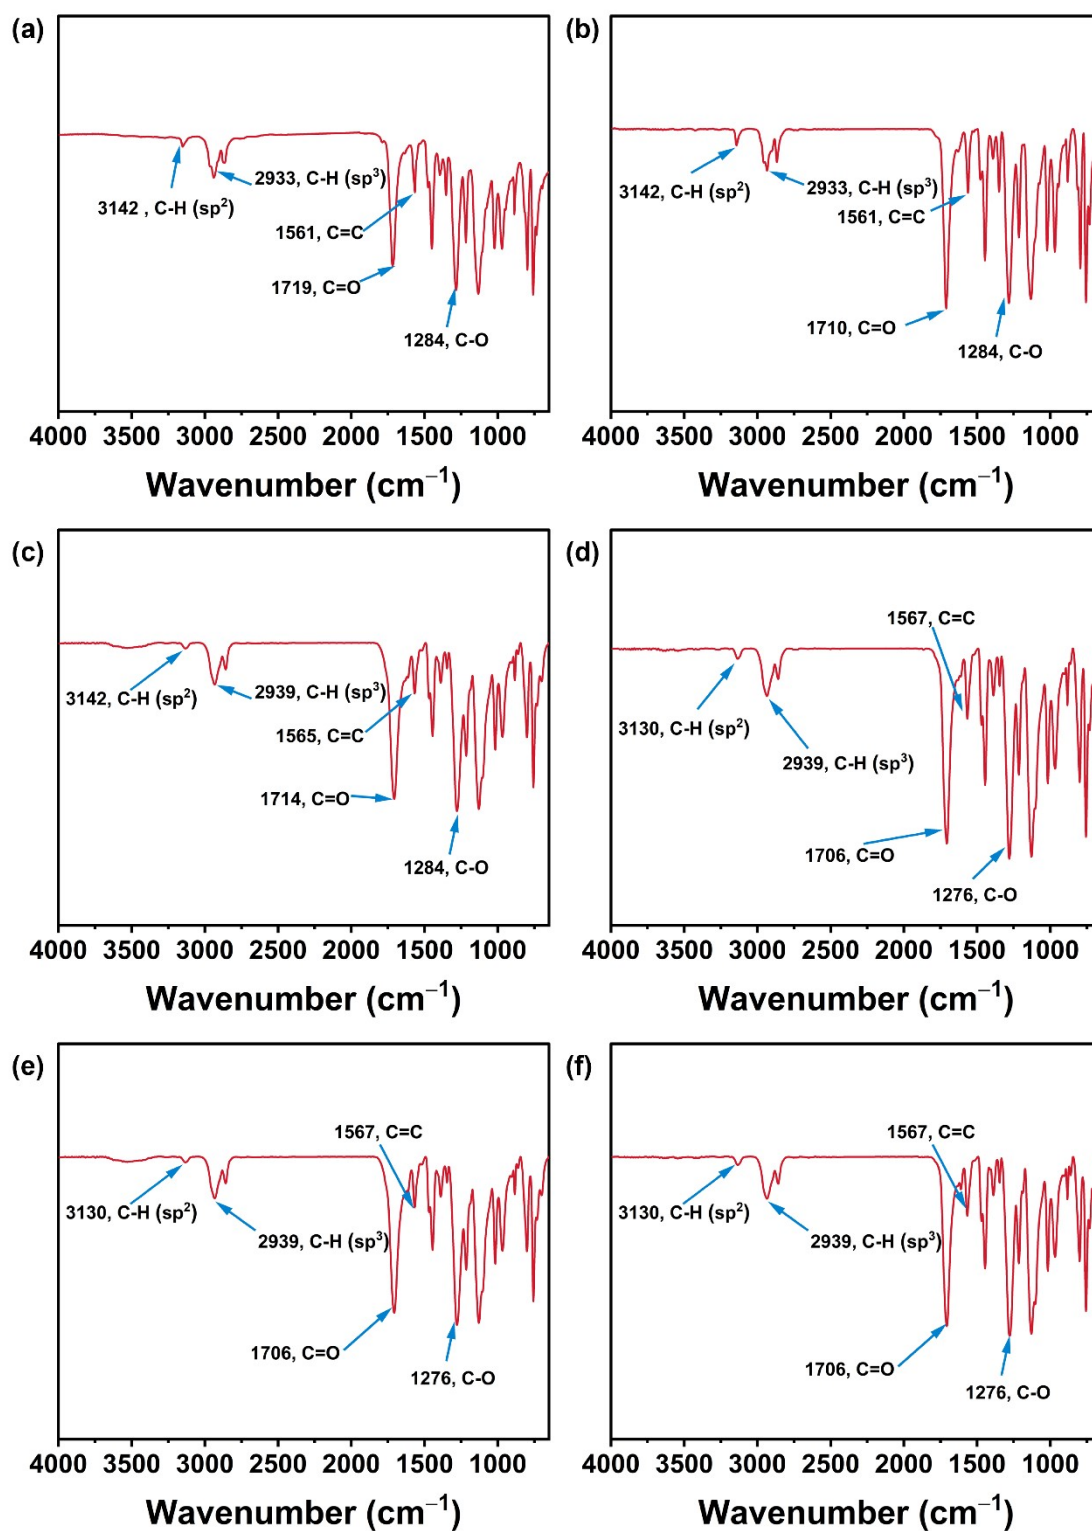 (a)
3142 , C-H (sp²)
2933, C-H (sp³)
1561, C=C
1719, C=O
1284, C-O
4000 3500 3000 2500 2000 1500 1000
Wavenumber (cm⁻¹)
(b)
3142, C-H (sp²)
2933, C-H (sp³)
1561, C=C
1710, C=O
1284, C-O
4000 3500 3000 2500 2000 1500 1000
Wavenumber (cm⁻¹)
(c)
3142, C-H (sp²)
2939, C-H (sp³)
1565, C=C
1714, C=O
1284, C-O
4000 3500 3000 2500 2000 1500 1000
Wavenumber (cm⁻¹)
(d)
1567, C=C
3130, C-H (sp²)
2939, C-H (sp³)
1706, C=O
1276, C-O
4000 3500 3000 2500 2000 1500 1000
Wavenumber (cm⁻¹)
(e)
1567, C=C
3130, C-H (sp²)
2939, C-H (sp³)
1706, C=O
1276, C-O
4000 3500 3000 2500 2000 1500 1000
Wavenumber (cm⁻¹)
(f)
1567, C=C
3130, C-H (sp²)
2939, C-H (sp³)
1706, C=O
1276, C-O
4000 3500 3000 2500 2000 1500 1000
Wavenumber (cm⁻¹)